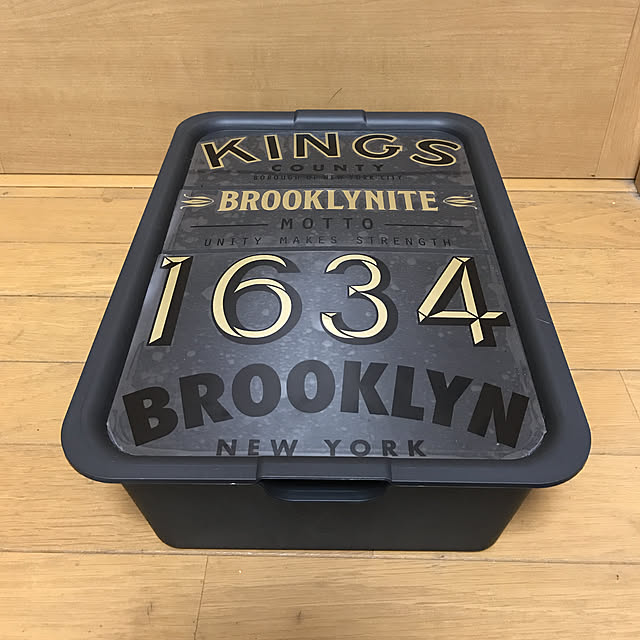 KINGS
COUNTY
BOROUGH OF NEW YORK CITY
BROOKLYNITE
MOTTO
UNITY MAKES STRENGTH
1634
BROOKLYN
NEW YORK